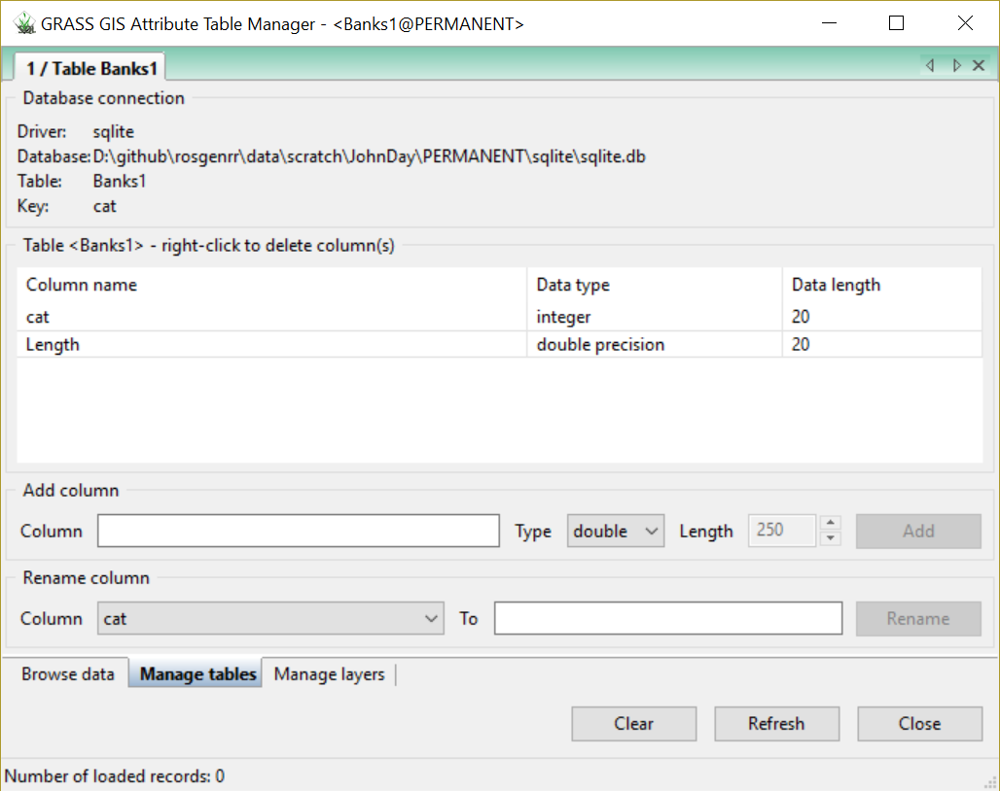 GRASS GIS Attribute Table Manager - <Banks1@PERMANENT>
1 / Table Banks1
Database connection
Driver: sqlite
Database: D:\github\rosgenrr\data\scratch\JohnDay\PERMANENT\sqlite\sqlite.db
Table: Banks1
Key: cat
Table <Banks1> - right-click to delete column(s)
Column name Data type Data length
cat integer 20
Length double precision 20
Add column
Column Type double Length 250 Add
Rename column
Column cat To Rename
Browse data Manage tables Manage layers
Clear Refresh Close
Number of loaded records: 0